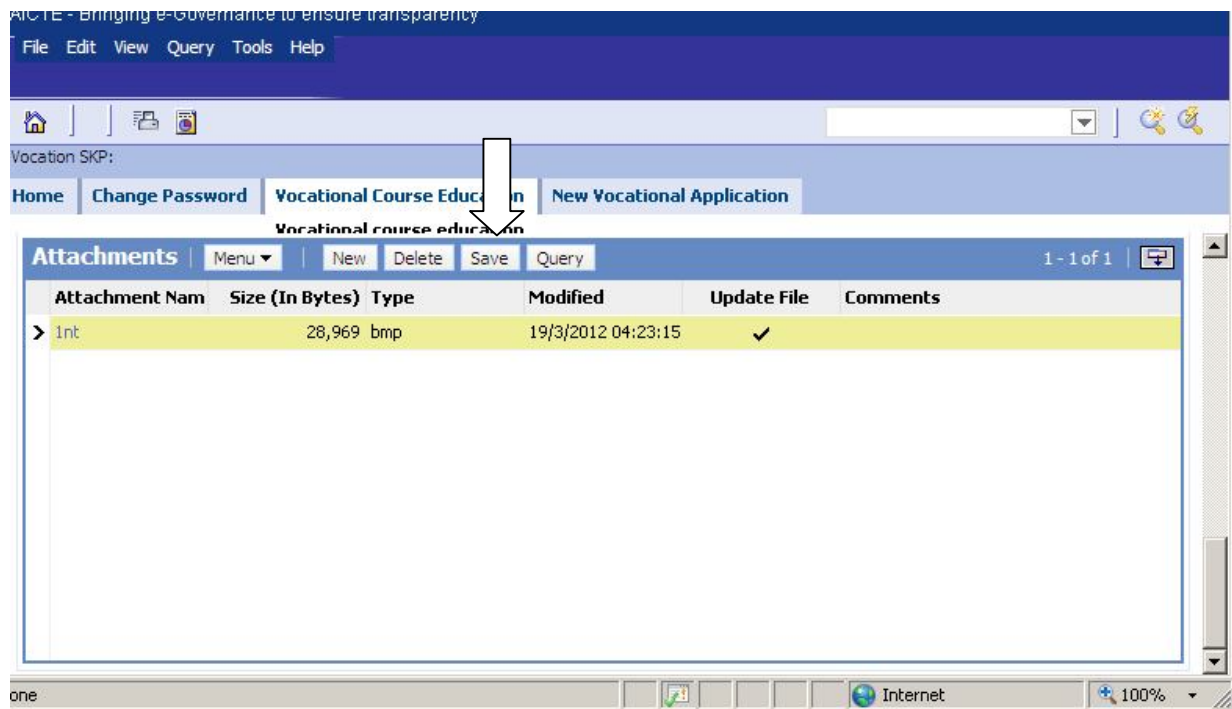 AICTE - Bringing e-Governance to ensure transparency
File Edit View Query Tools Help
Vocation SKP:
Home Change Password Vocational Course Education New Vocational Application
Vocational course education
Attachments Menu New Delete Save Query 1 - 1 of 1
Attachment Nam Size (In Bytes) Type Modified Update File Comments
1nt 28,969 bmp 19/3/2012 04:23:15
one Internet 100%